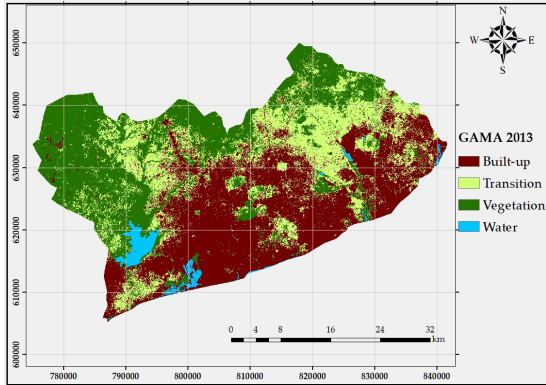 N
W E
S
650000
640000
630000
620000
610000
600000
GAMA 2013
Built-up
Transition
Vegetation
Water
0 4 8 16 24 32
km
780000 790000 800000 810000 820000 830000 840000